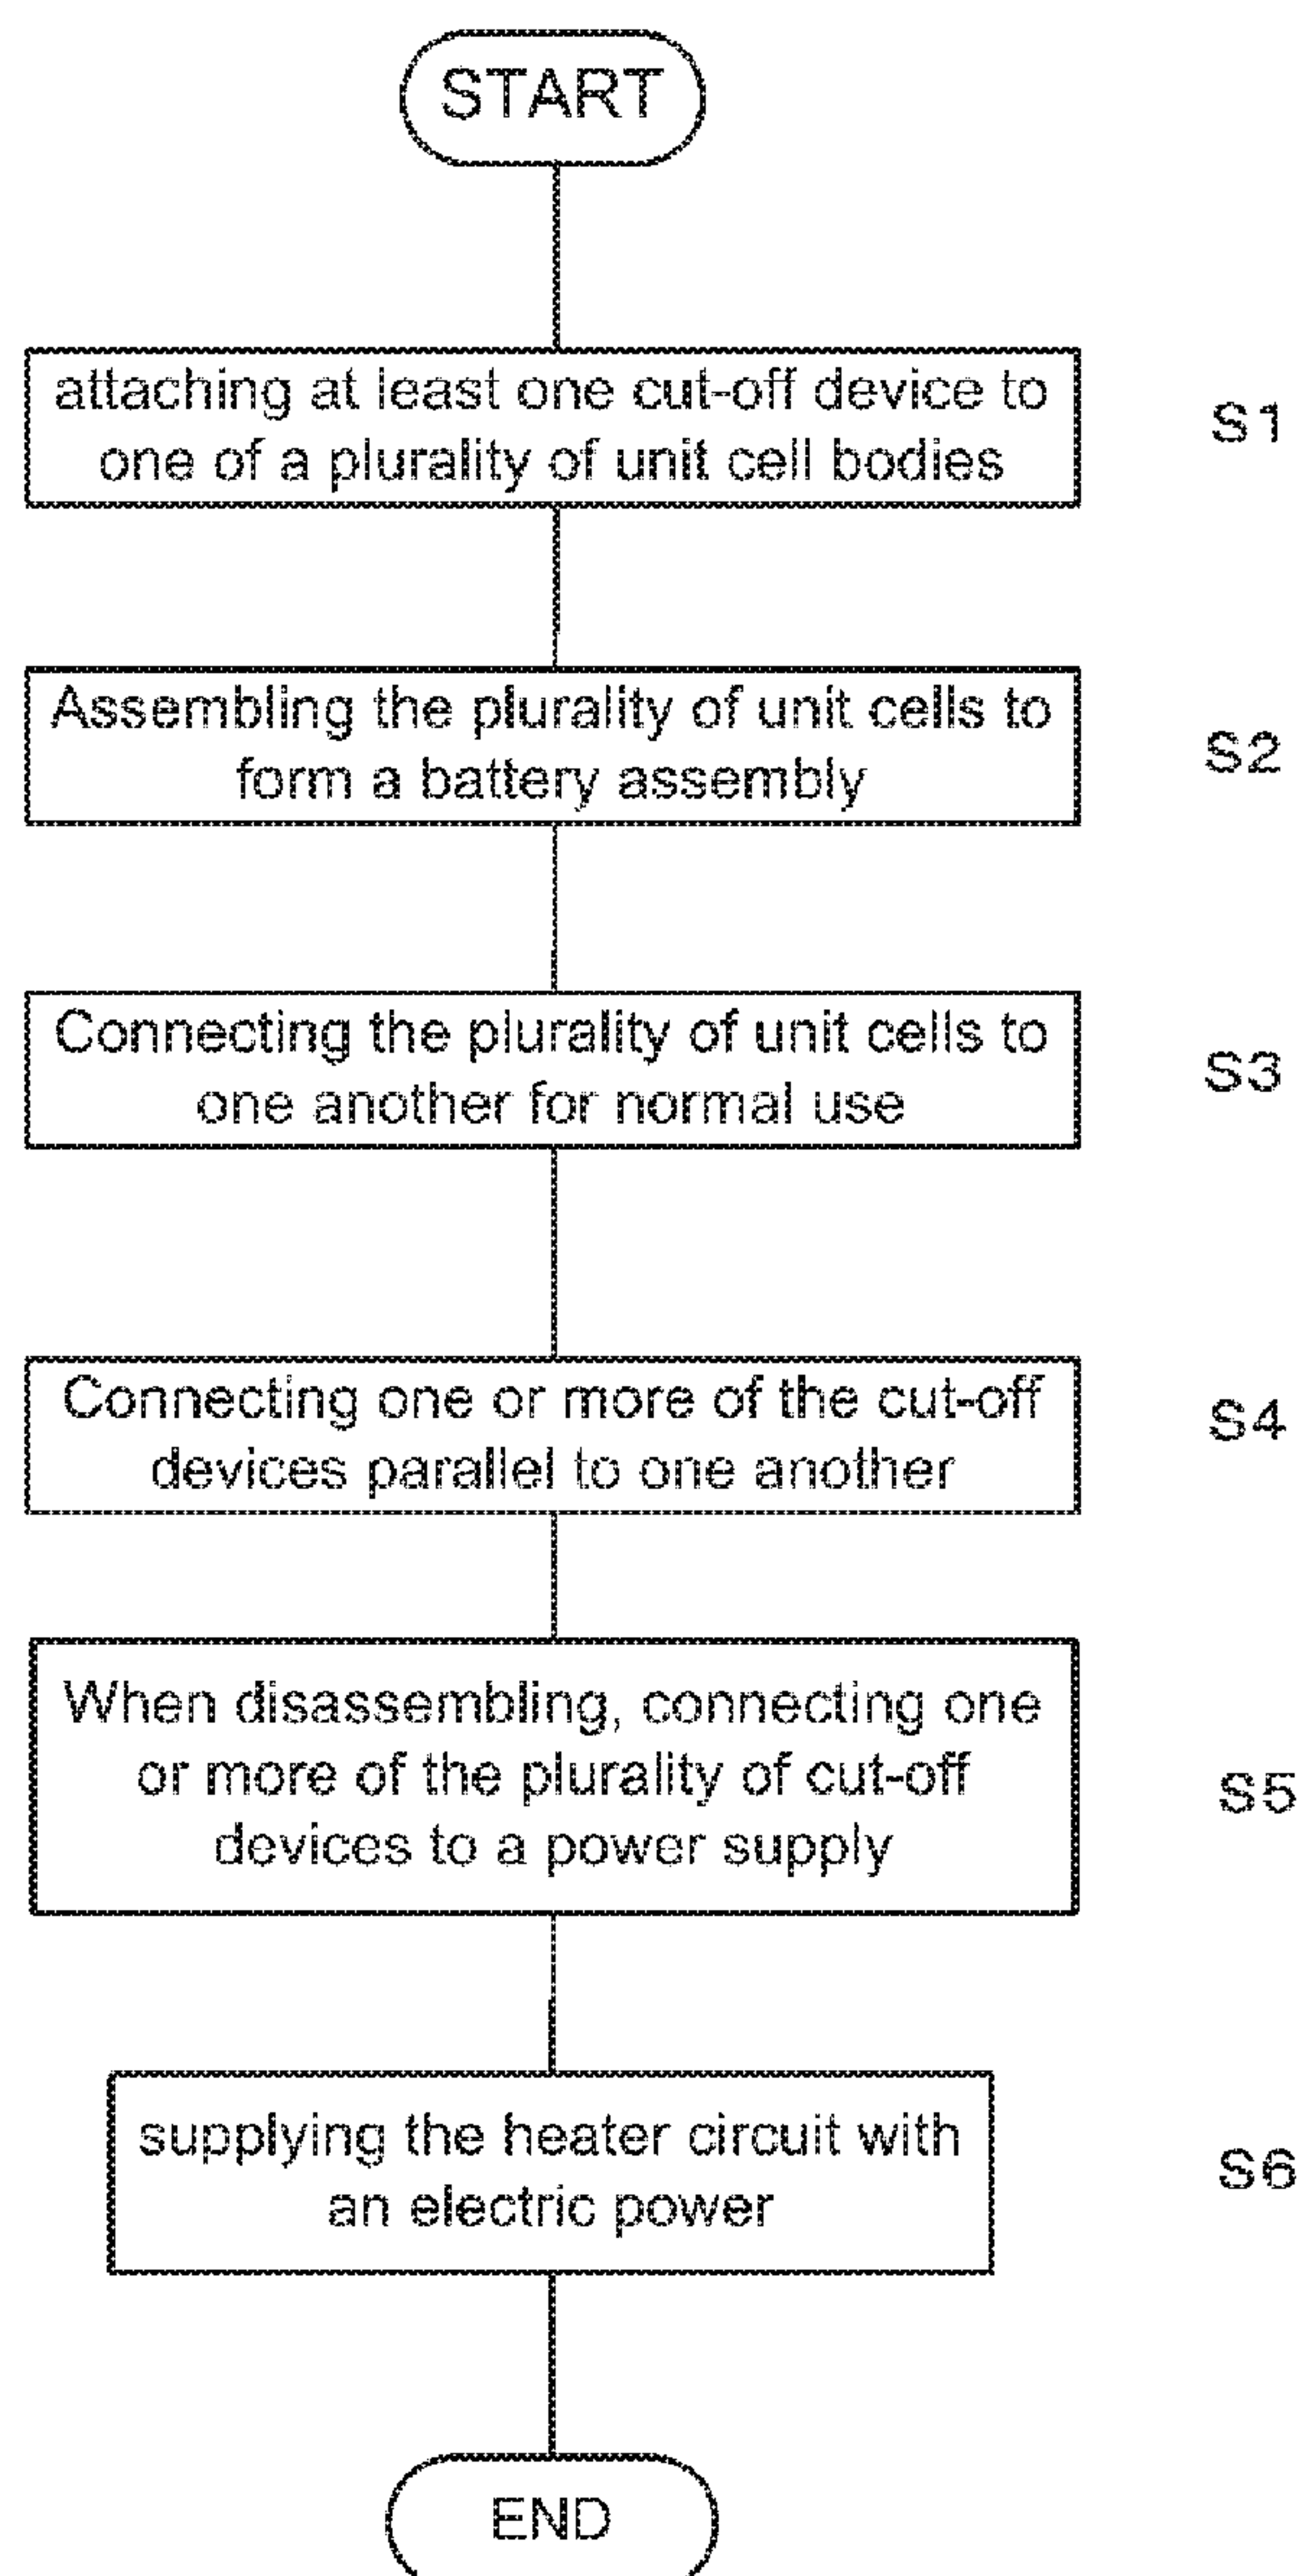 START
attaching at least one cut-off device to
one of a plurality of unit cell bodies
S1
Assembling the plurality of unit cells to
form a battery assembly
S2
Connecting the plurality of unit cells to
one another for normal use
S3
Connecting one or more of the cut-off
devices parallel to one another
S4
When disassembling, connecting one
or more of the plurality of cut-off
devices to a power supply
S5
supplying the heater circuit with
an electric power
S6
END